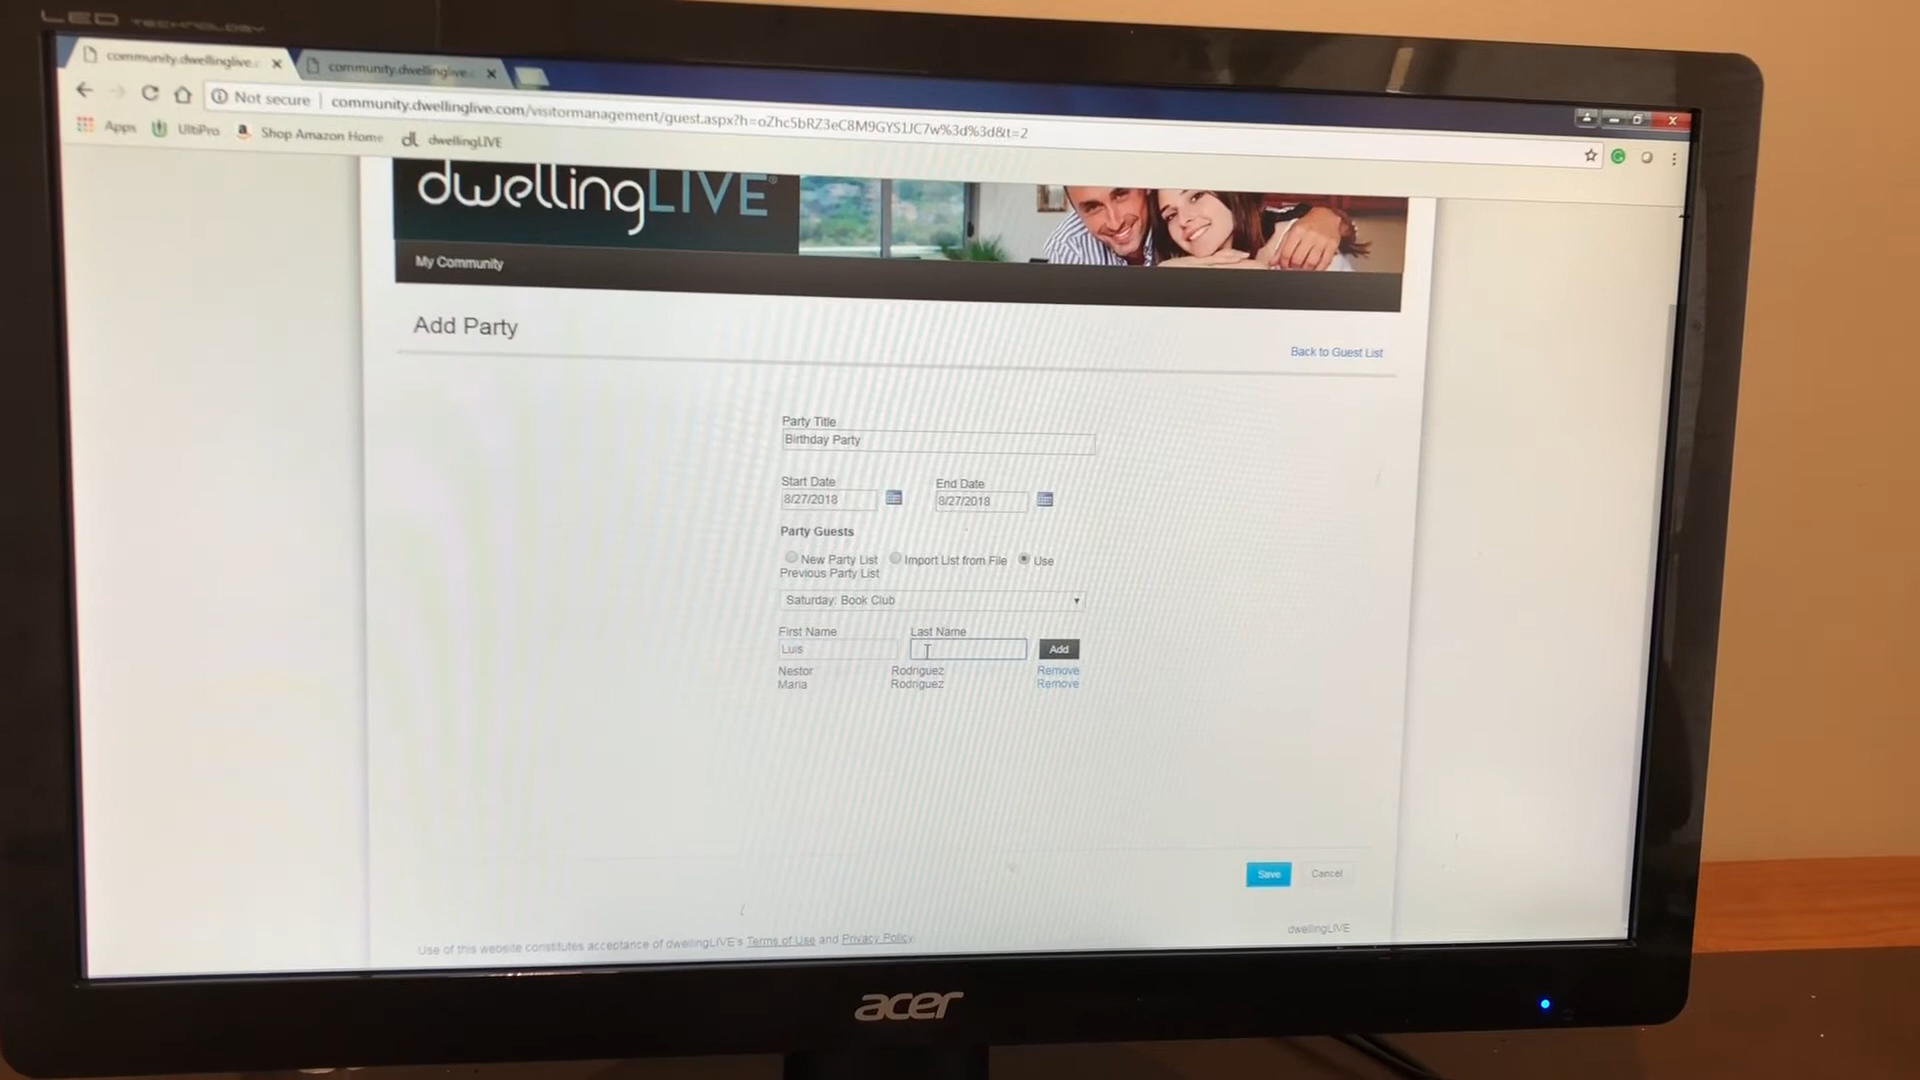 LED TECHNOLOGY
community.dwellinglive.c × community.dwellinglive.c ×
Not secure | community.dwellinglive.com/visitormanagement/guest.aspx?h=oZhc5bRZ3eC8M9GYS1JC7w%3d%3d&t=2
Apps UltiPro Shop Amazon Home dl dwellingLIVE
dwellingLIVE®
My Community
Add Party
Back to Guest List
Party Title
Birthday Party
Start Date End Date
8/27/2018 8/27/2018
Party Guests
New Party List Import List from File Use
Previous Party List
Saturday: Book Club
First Name Last Name
Luis Add
Nestor Rodriguez Remove
Maria Rodriguez Remove
Save Cancel
dwellingLIVE
Use of this website constitutes acceptance of dwellingLIVE's Terms of Use and Privacy Policy.
acer